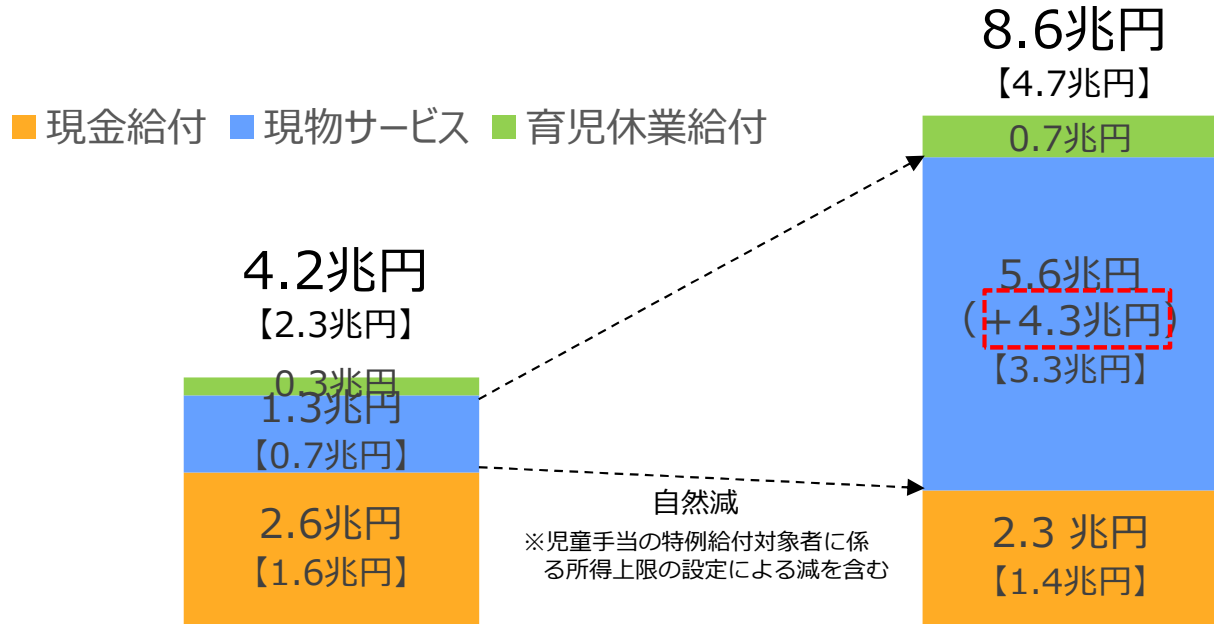 8.6兆円
【4.7兆円】
■ 現金給付 ■ 現物サービス ■ 育児休業給付
0.7兆円
4.2兆円
【2.3兆円】
5.6兆円
（+4.3兆円）
【3.3兆円】
0.3兆円
1.3兆円
【0.7兆円】
自然減
※児童手当の特例給付対象者に係
る所得上限の設定による減を含む
2.6兆円
【1.6兆円】
2.3 兆円
【1.4兆円】